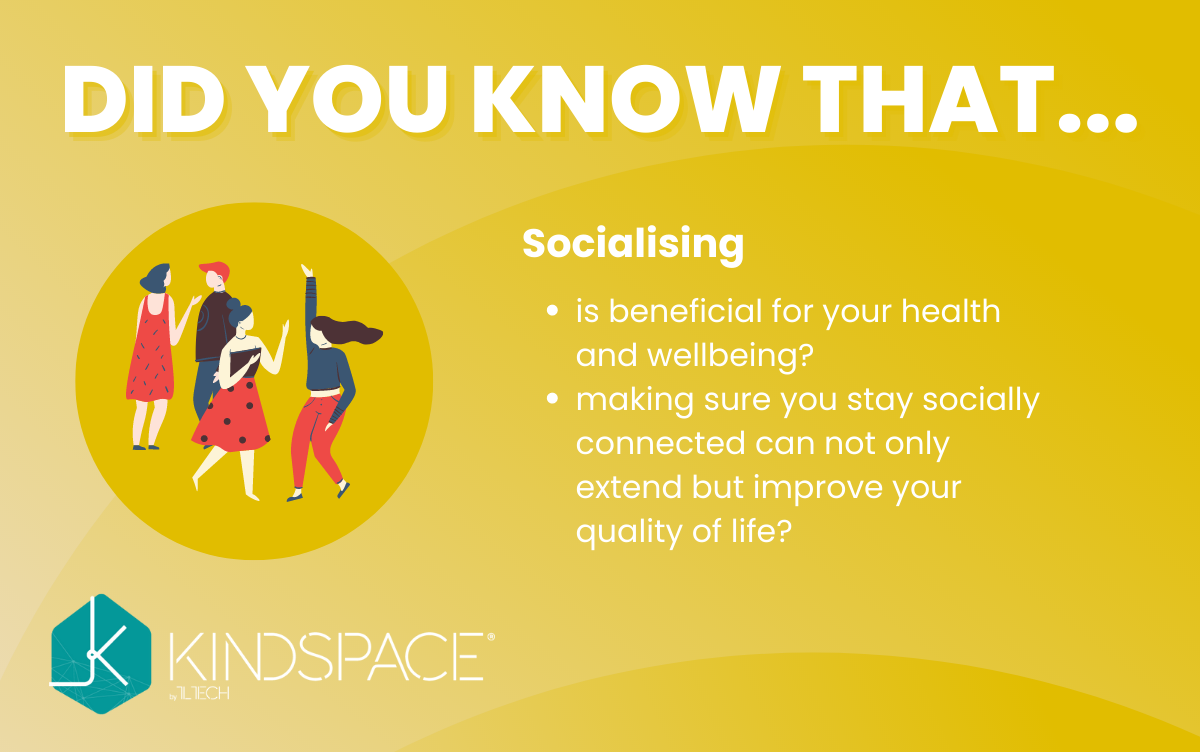 DID YOU KNOW THAT...
Socialising
• is beneficial for your health
and wellbeing?
• making sure you stay socially
connected can not only
extend but improve your
quality of life?
KINDSPACE®
by 1L1TECH